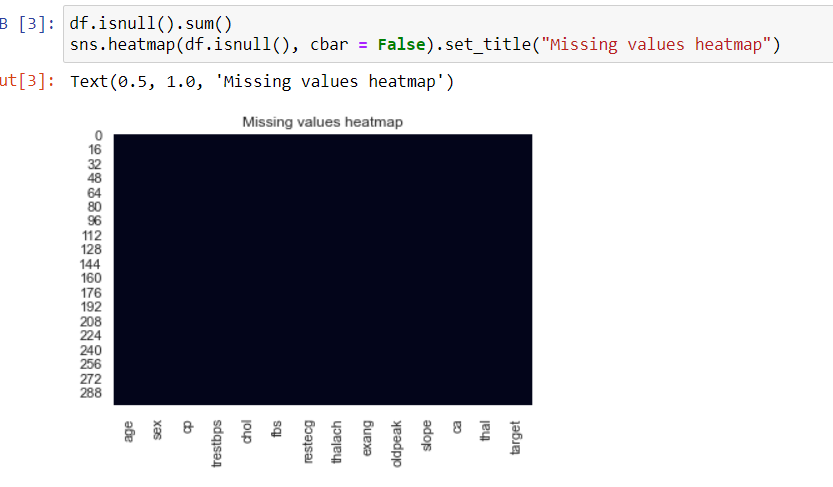 В [3]: df.isnull().sum()
sns.heatmap(df.isnull(), cbar = False).set_title("Missing values heatmap")
ut[3]: Text(0.5, 1.0, 'Missing values heatmap')
Missing values heatmap
0
16
32
48
64
80
96
112
128
144
160
176
192
208
224
240
256
272
288
age
sex
cp
trestbps
chol
fbs
restecg
thalach
exang
oldpeak
slope
ca
thal
target